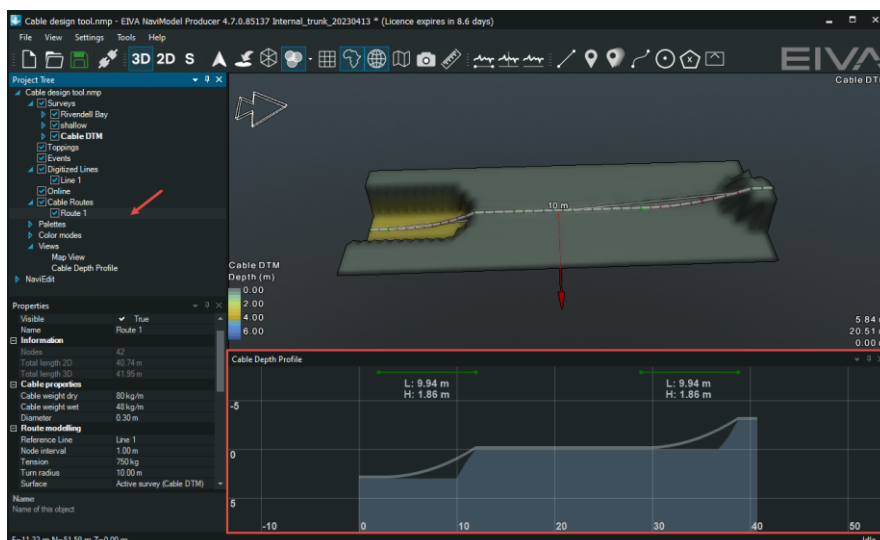 Cable design tool.nmp - EIVA NaviModel Producer 4.7.0.85137 Internal_trunk_20230413 * (Licence expires in 8.6 days)
File View Settings Tools Help
3D 2D S
EIVA
Project Tree
Cable design tool.nmp
Surveys
Rivendell Bay
shallow
Cable DTM
Toppings
Events
Digitized Lines
Line 1
Online
Cable Routes
Route 1
Palettes
Color modes
Views
Map View
Cable Depth Profile
NaviEdit
Properties
Visible True
Name Route 1
Information
Nodes 42
Total length 2D 40.74 m
Total length 3D 41.95 m
Cable properties
Cable weight dry 80 kg/m
Cable weight wet 48 kg/m
Diameter 0.30 m
Route modelling
Reference Line Line 1
Node interval 1.00 m
Tension 750 kg
Turn radius 10.00 m
Surface Active survey (Cable DTM)
Name
Name of this object
E=11.22 m N=51.59 m Z=0.00 m
Cable DT
10 m
Cable DTM
Depth (m)
0.00
2.00
4.00
6.00
5.84
20.51
0.00
Cable Depth Profile
L: 9.94 m
H: 1.86 m
L: 9.94 m
H: 1.86 m
-5
0
5
-10 0 10 20 30 40 50
Idle